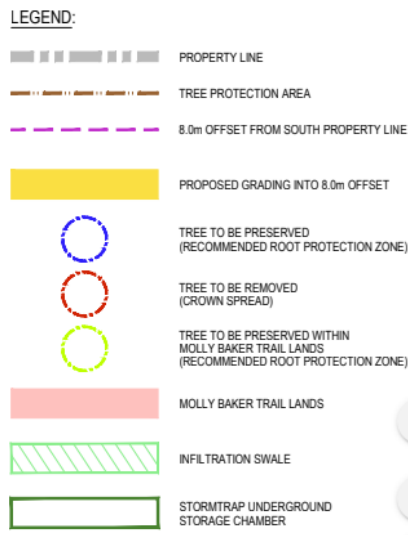 LEGEND:
PROPERTY LINE
TREE PROTECTION AREA
8.0m OFFSET FROM SOUTH PROPERTY LINE
PROPOSED GRADING INTO 8.0m OFFSET
TREE TO BE PRESERVED
(RECOMMENDED ROOT PROTECTION ZONE)
TREE TO BE REMOVED
(CROWN SPREAD)
TREE TO BE PRESERVED WITHIN
MOLLY BAKER TRAIL LANDS
(RECOMMENDED ROOT PROTECTION ZONE)
MOLLY BAKER TRAIL LANDS
INFILTRATION SWALE
STORMTRAP UNDERGROUND
STORAGE CHAMBER